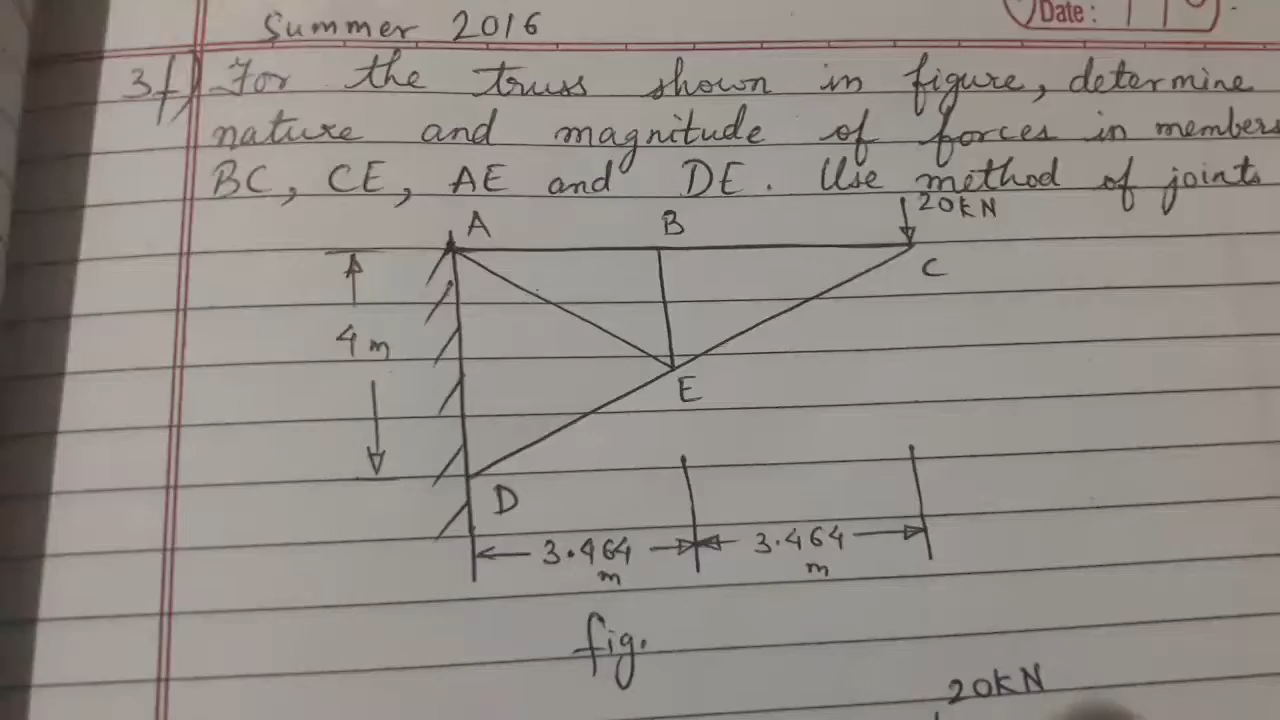 Date :
Summer 2016
3f) For the truss shown in figure, determine
nature and magnitude of forces in members
BC, CE, AE and DE. Use method of joints
20kN
A
B
C
4m
E
D
3.464
m
3.464
m
fig.
20kN